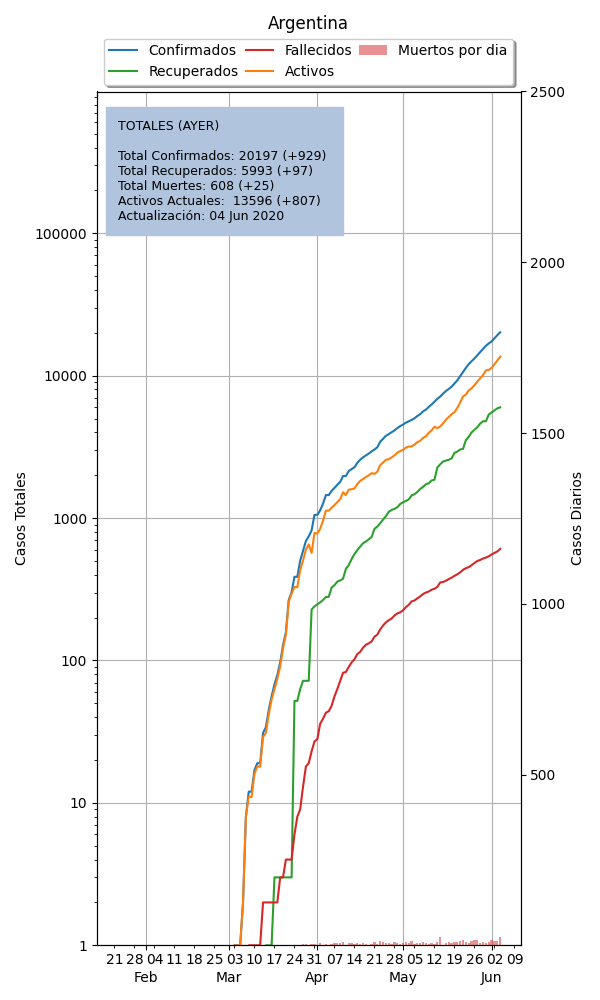 Argentina
Confirmados
Fallecidos
Muertos por dia
Recuperados
Activos
TOTALES (AYER)
Total Confirmados: 20197 (+929)
Total Recuperados: 5993 (+97)
Total Muertes: 608 (+25)
Activos Actuales:  13596 (+807)
Actualización: 04 Jun 2020
Casos Totales
100000
10000
1000
100
10
1
2500
2000
1500
1000
500
Casos Diarios
21 28 04 11 18 25 03 10 17 24 31 07 14 21 28 05 12 19 26 02 09
Feb Mar Apr May Jun